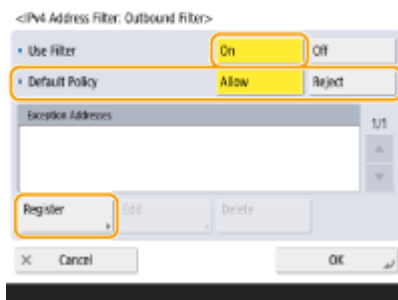 <IPv4 Address Filter: Outbound Filter>
• Use Filter On Off
• Default Policy Allow Reject
Exception Addresses
1/1
Register Edit Delete
× Cancel OK